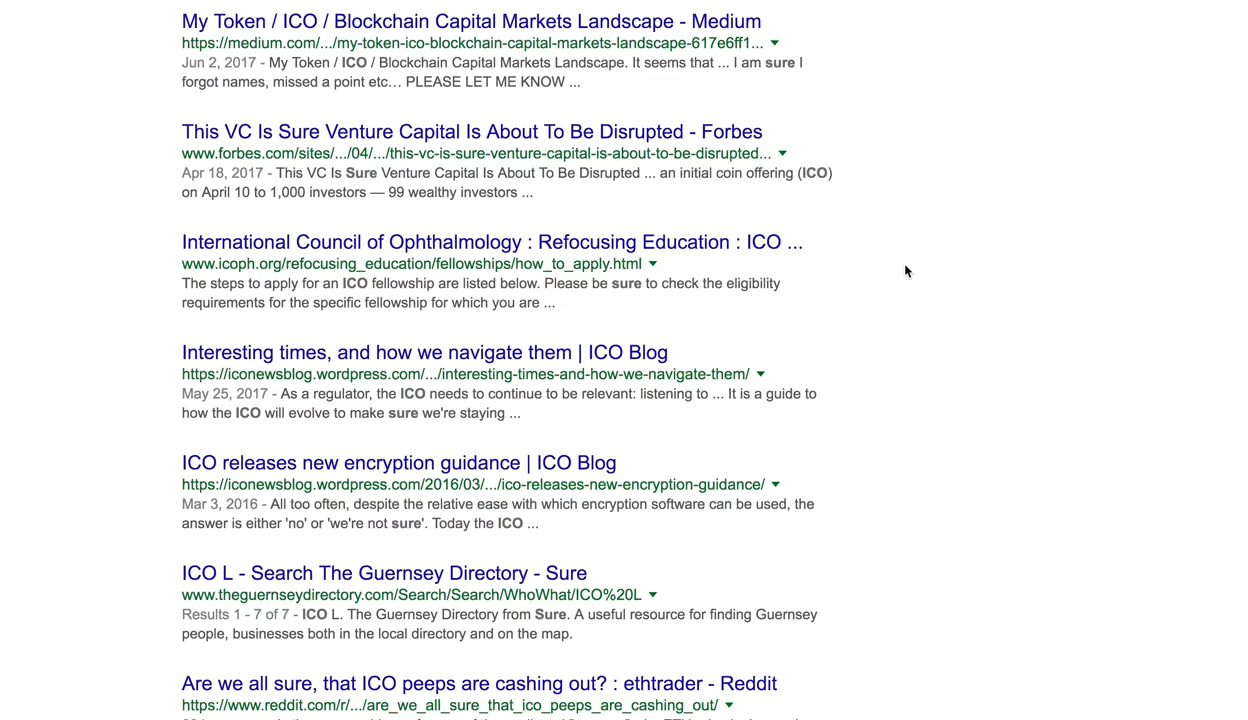 My Token / ICO / Blockchain Capital Markets Landscape - Medium
https://medium.com/.../my-token-ico-blockchain-capital-markets-landscape-617e6ff1...
Jun 2, 2017 - My Token / ICO / Blockchain Capital Markets Landscape. It seems that ... I am sure I
forgot names, missed a point etc… PLEASE LET ME KNOW ...
This VC Is Sure Venture Capital Is About To Be Disrupted - Forbes
www.forbes.com/sites/.../04/.../this-vc-is-sure-venture-capital-is-about-to-be-disrupted...
Apr 18, 2017 - This VC Is Sure Venture Capital Is About To Be Disrupted ... an initial coin offering (ICO)
on April 10 to 1,000 investors — 99 wealthy investors ...
International Council of Ophthalmology : Refocusing Education : ICO ...
www.icoph.org/refocusing_education/fellowships/how_to_apply.html
The steps to apply for an ICO fellowship are listed below. Please be sure to check the eligibility
requirements for the specific fellowship for which you are ...
Interesting times, and how we navigate them | ICO Blog
https://iconewsblog.wordpress.com/.../interesting-times-and-how-we-navigate-them/
May 25, 2017 - As a regulator, the ICO needs to continue to be relevant: listening to ... It is a guide to
how the ICO will evolve to make sure we're staying ...
ICO releases new encryption guidance | ICO Blog
https://iconewsblog.wordpress.com/2016/03/.../ico-releases-new-encryption-guidance/
Mar 3, 2016 - All too often, despite the relative ease with which encryption software can be used, the
answer is either 'no' or 'we're not sure'. Today the ICO ...
ICO L - Search The Guernsey Directory - Sure
www.theguernseydirectory.com/Search/Search/WhoWhat/ICO%20L
Results 1 - 7 of 7 - ICO L. The Guernsey Directory from Sure. A useful resource for finding Guernsey
people, businesses both in the local directory and on the map.
Are we all sure, that ICO peeps are cashing out? : ethtrader - Reddit
https://www.reddit.com/r/.../are_we_all_sure_that_ico_peeps_are_cashing_out/